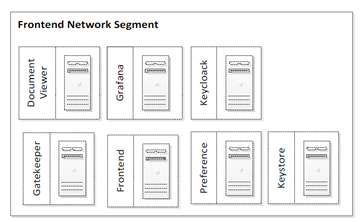 Frontend Network Segment
Document
Viewer
Grafana
Keycloack
Gatekeeper
Frontend
Preference
Keystore